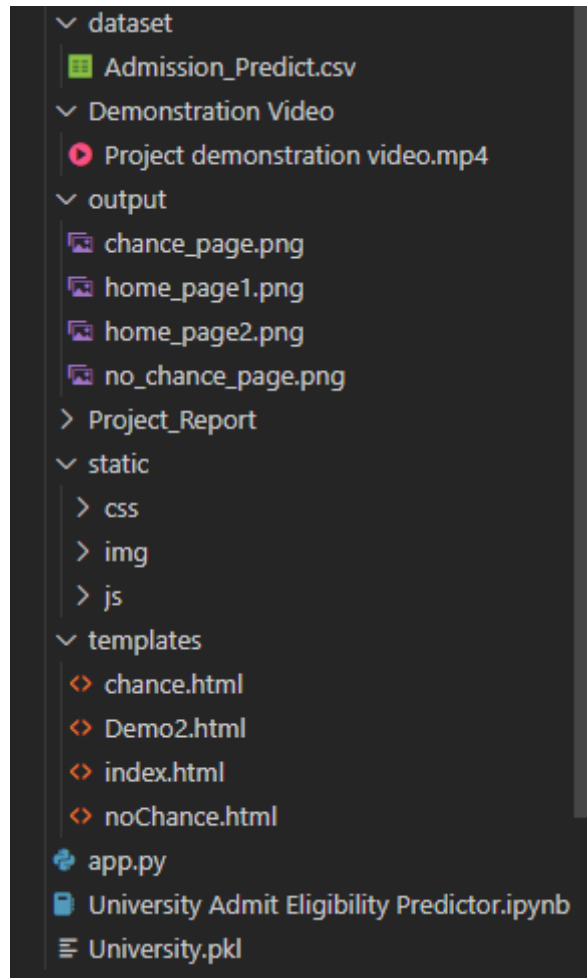 dataset
Admission_Predict.csv
Demonstration Video
Project demonstration video.mp4
output
chance_page.png
home_page1.png
home_page2.png
no_chance_page.png
Project_Report
static
css
img
js
templates
chance.html
Demo2.html
index.html
noChance.html
app.py
University Admit Eligibility Predictor.ipynb
University.pkl